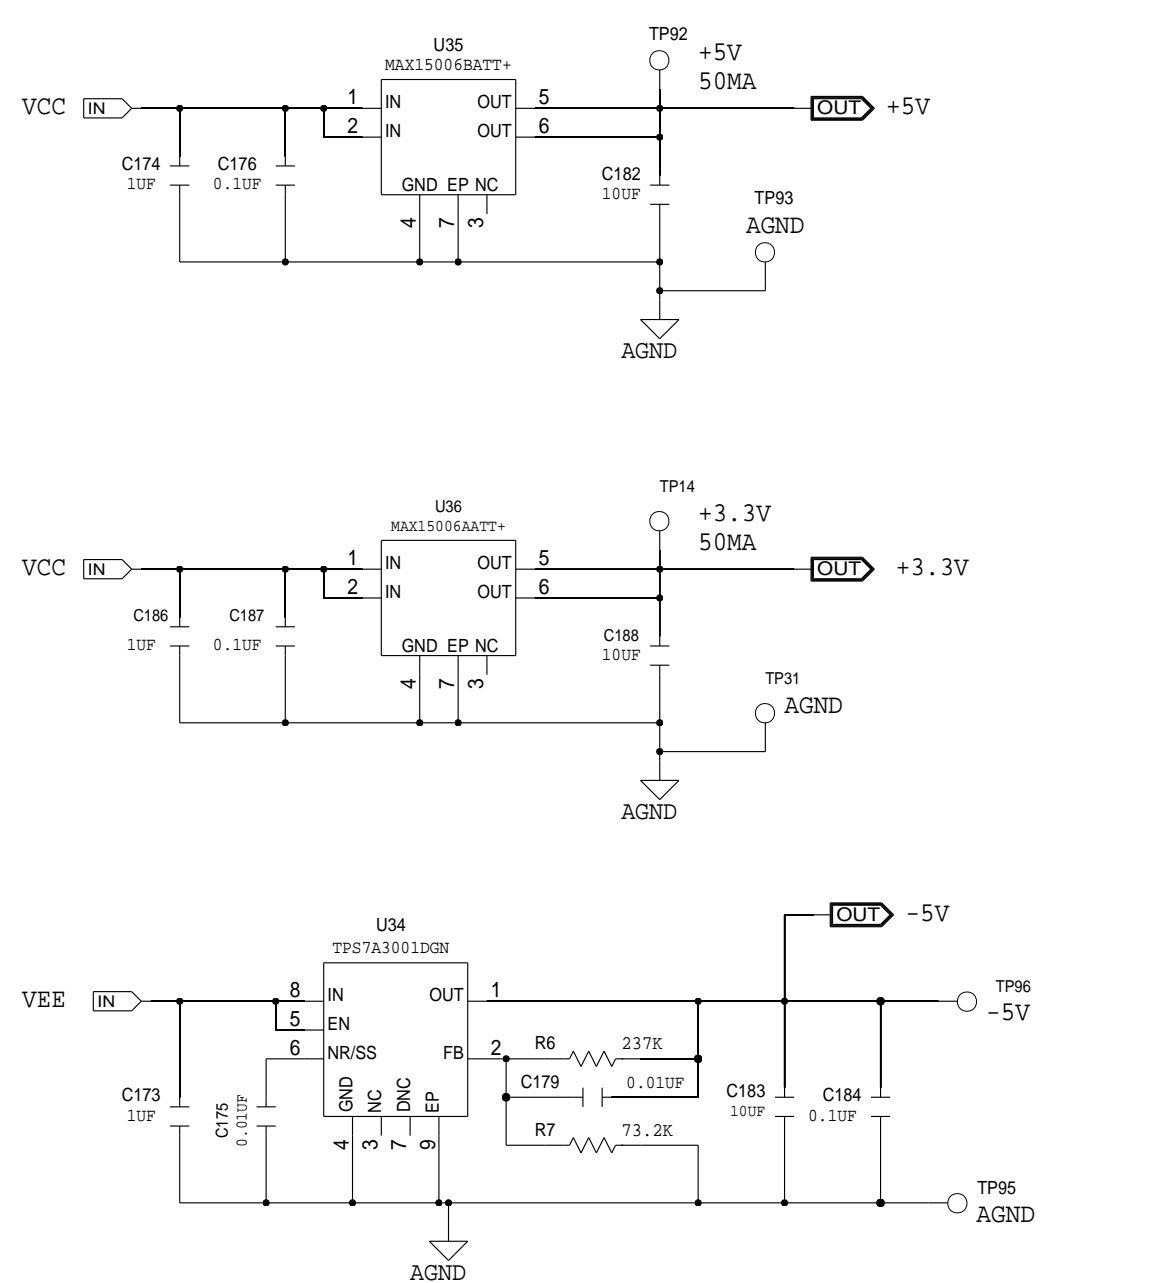 TP92
U35
+5V
MAX15006BATT+
50MA
VCC IN 1 IN OUT 5 OUT +5V
2 IN OUT 6
C174 C176 C182
1UF 0.1UF 10UF
GND EP NC
TP93
4 7 3 AGND
AGND
TP14
U36
+3.3V
MAX15006AATT+
50MA
VCC IN 1 IN OUT 5 OUT +3.3V
2 IN OUT 6
C186 C187 C188
1UF 0.1UF 10UF
GND EP NC
4 7 3 TP31
AGND
AGND
OUT -5V
U34
TPS7A3001DGN
VEE IN 8 IN OUT 1 TP96
-5V
5 EN
6 NR/SS FB 2 R6 237K
C179 0.01UF
C173 C175 C183 C184
1UF 0.01UF 10UF 0.1UF
GND NC DNC EP
R7 73.2K
4 3 7 9
TP95
AGND
AGND